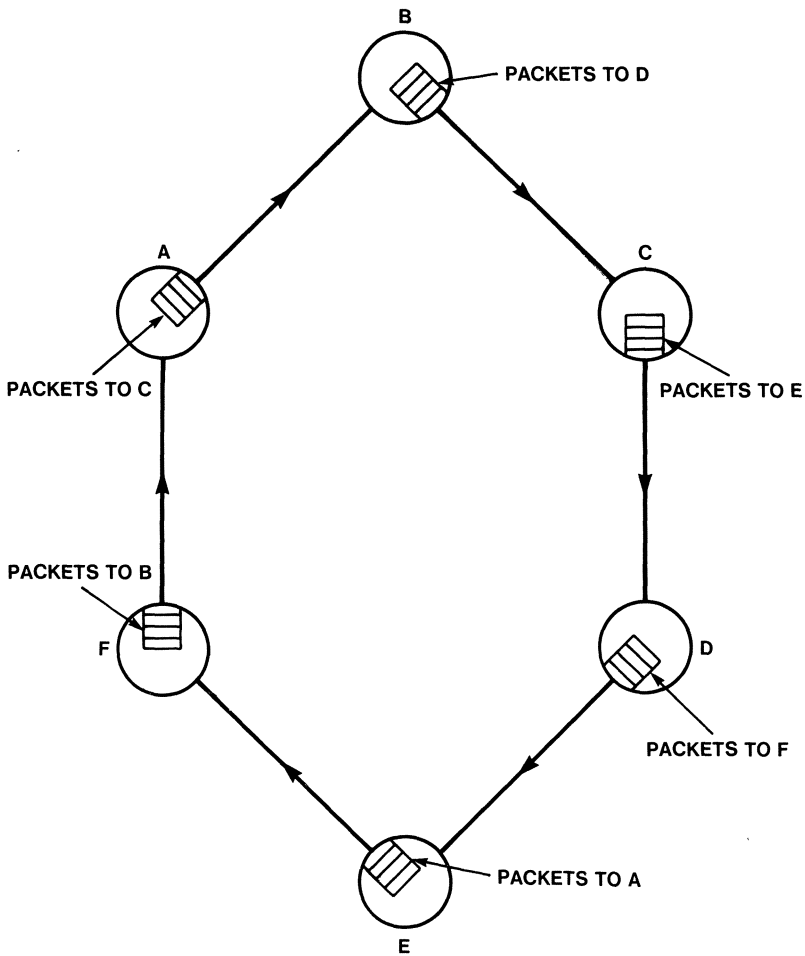 B
PACKETS TO D
A
C
PACKETS TO C
PACKETS TO E
PACKETS TO B
F
D
PACKETS TO F
PACKETS TO A
E